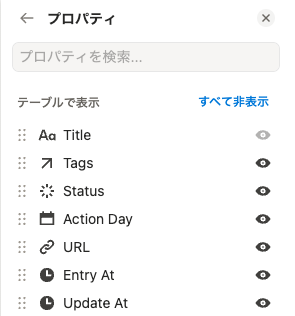 プロパティ
プロパティを検索...
テーブルで表示 すべて非表示
Aa Title
Tags
Status
Action Day
URL
Entry At
Update At